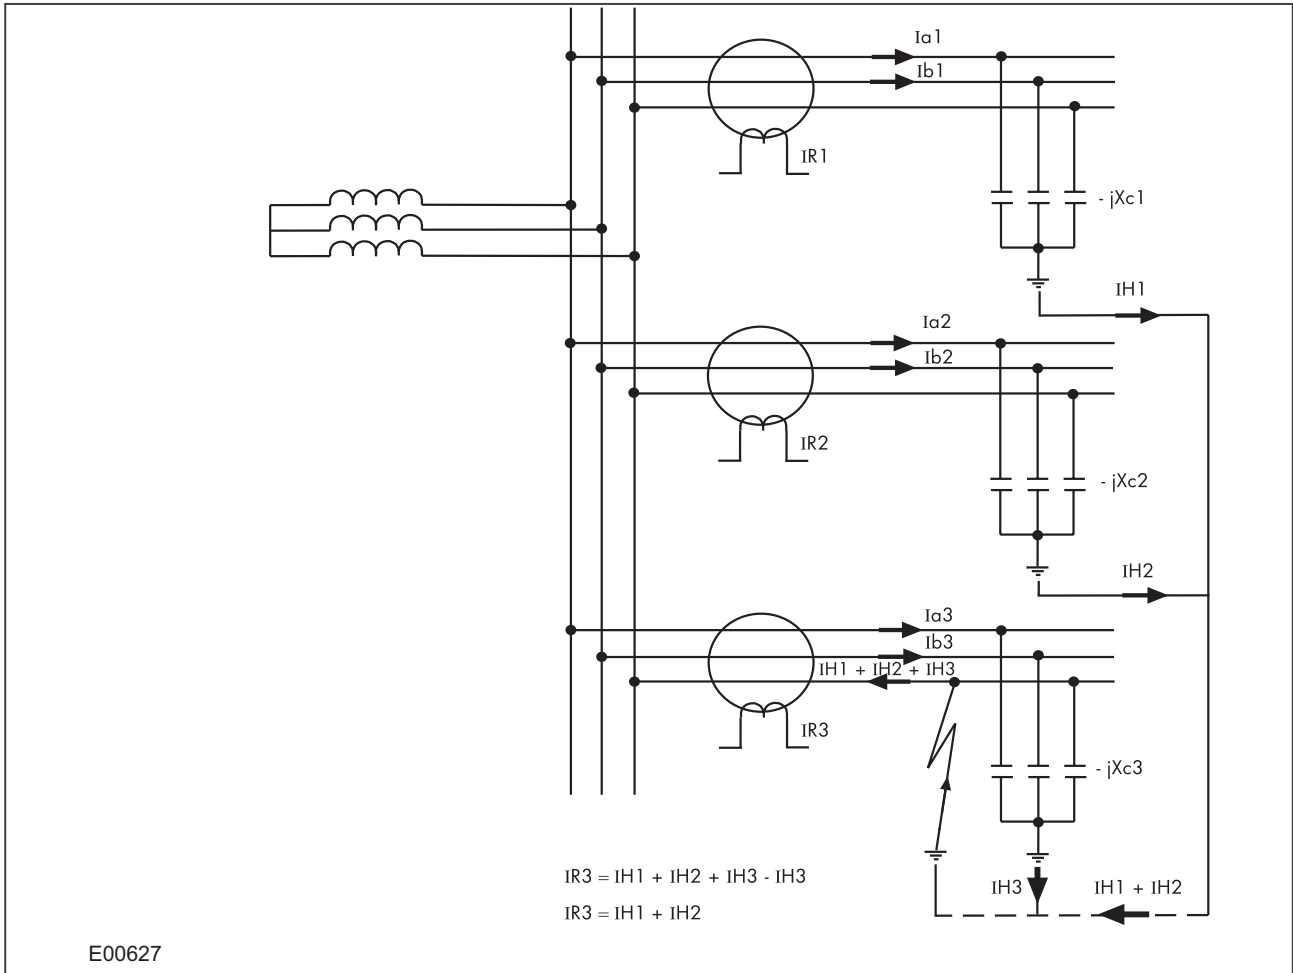 Ia1
Ib1
IR1
- jXc1
IH1
Ia2
Ib2
IR2
- jXc2
IH2
Ia3
Ib3
IH1 + IH2 + IH3
IR3
- jXc3
IR3 = IH1 + IH2 + IH3 - IH3
IH3
IH1 + IH2
IR3 = IH1 + IH2
E00627